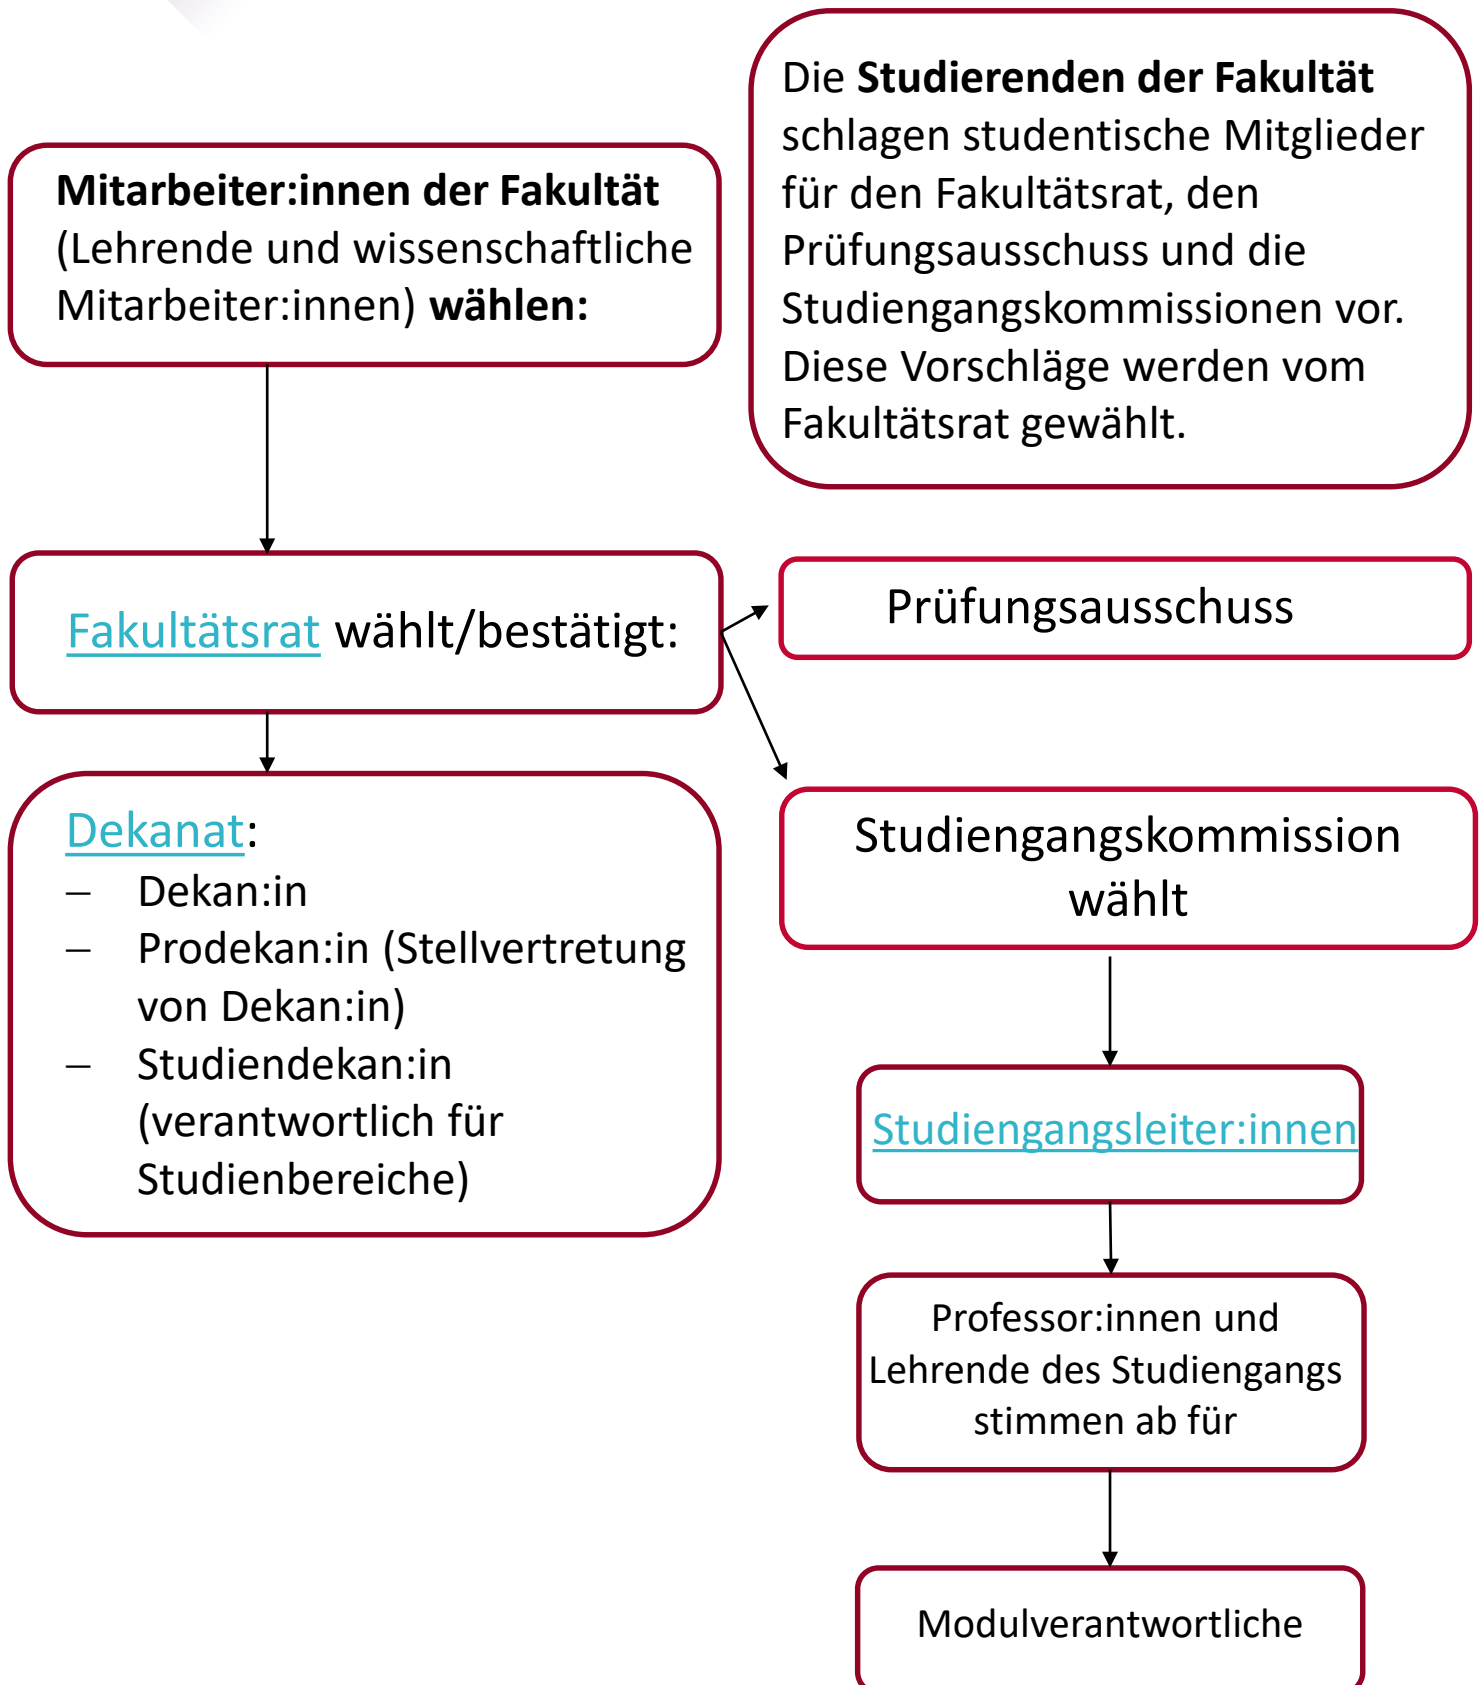 Die Studierenden der Fakultät
schlagen studentische Mitglieder
für den Fakultätsrat, den
Prüfungsausschuss und die
Studiengangskommissionen vor.
Diese Vorschläge werden vom
Fakultätsrat gewählt.
Mitarbeiter:innen der Fakultät
(Lehrende und wissenschaftliche
Mitarbeiter:innen) wählen:
Fakultätsrat wählt/bestätigt:
Prüfungsausschuss
Dekanat:
– Dekan:in
– Prodekan:in (Stellvertretung
von Dekan:in)
– Studiendekan:in
(verantwortlich für
Studienbereiche)
Studiengangskommission
wählt
Studiengangsleiter:innen
Professor:innen und
Lehrende des Studiengangs
stimmen ab für
Modulverantwortliche